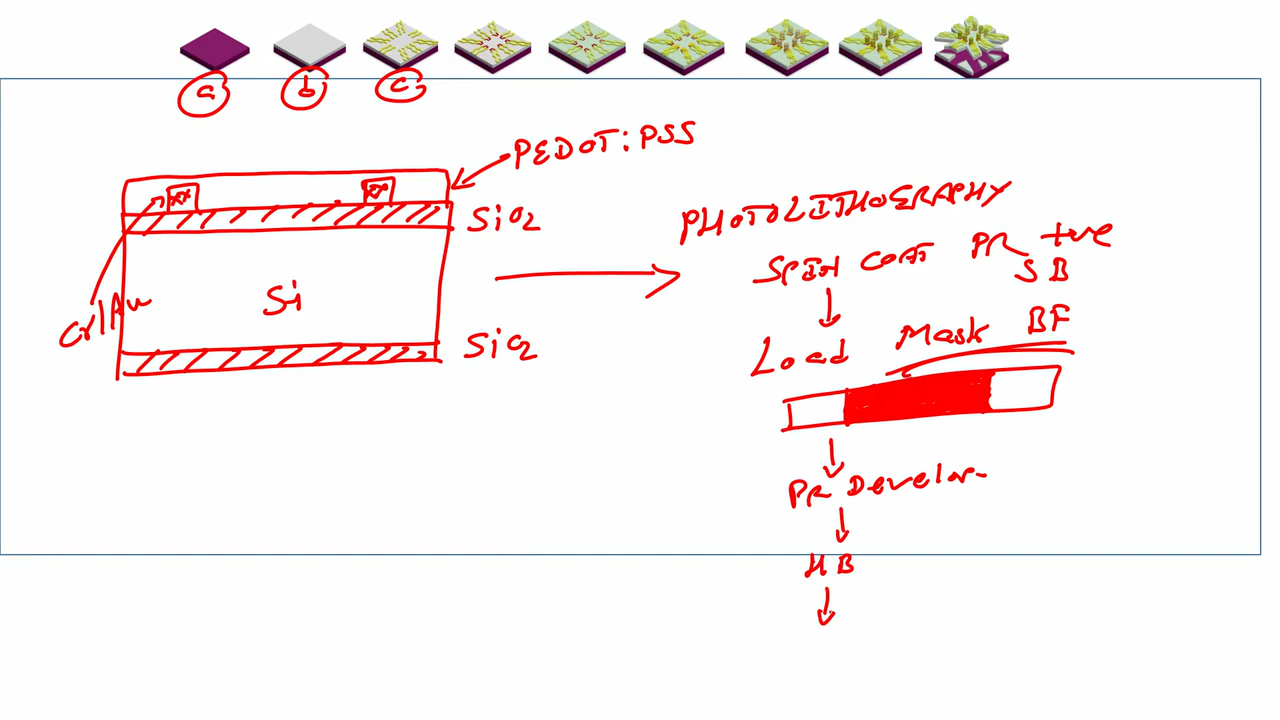 a b c
PEDOT:PSS
SiO2
Cr/Au
Si
SiO2
PHOTOLITHOGRAPHY
SPIN COAT PR +ve
SB
Load Mask BF
PR Develop
HB